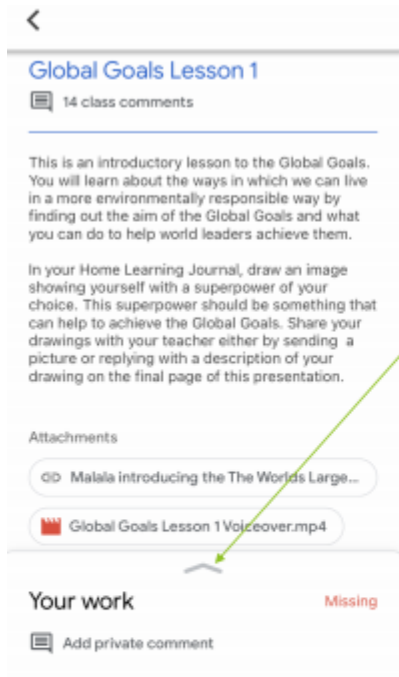 Global Goals Lesson 1
14 class comments
This is an introductory lesson to the Global Goals.
You will learn about the ways in which we can live
in a more environmentally responsible way by
finding out the aim of the Global Goals and what
you can do to help world leaders achieve them.
In your Home Learning Journal, draw an image
showing yourself with a superpower of your
choice. This superpower should be something that
can help to achieve the Global Goals. Share your
drawings with your teacher either by sending a
picture or replying with a description of your
drawing on the final page of this presentation.
Attachments
Malala introducing the The Worlds Large...
Global Goals Lesson 1 Voiceover.mp4
Your work
Missing
Add private comment